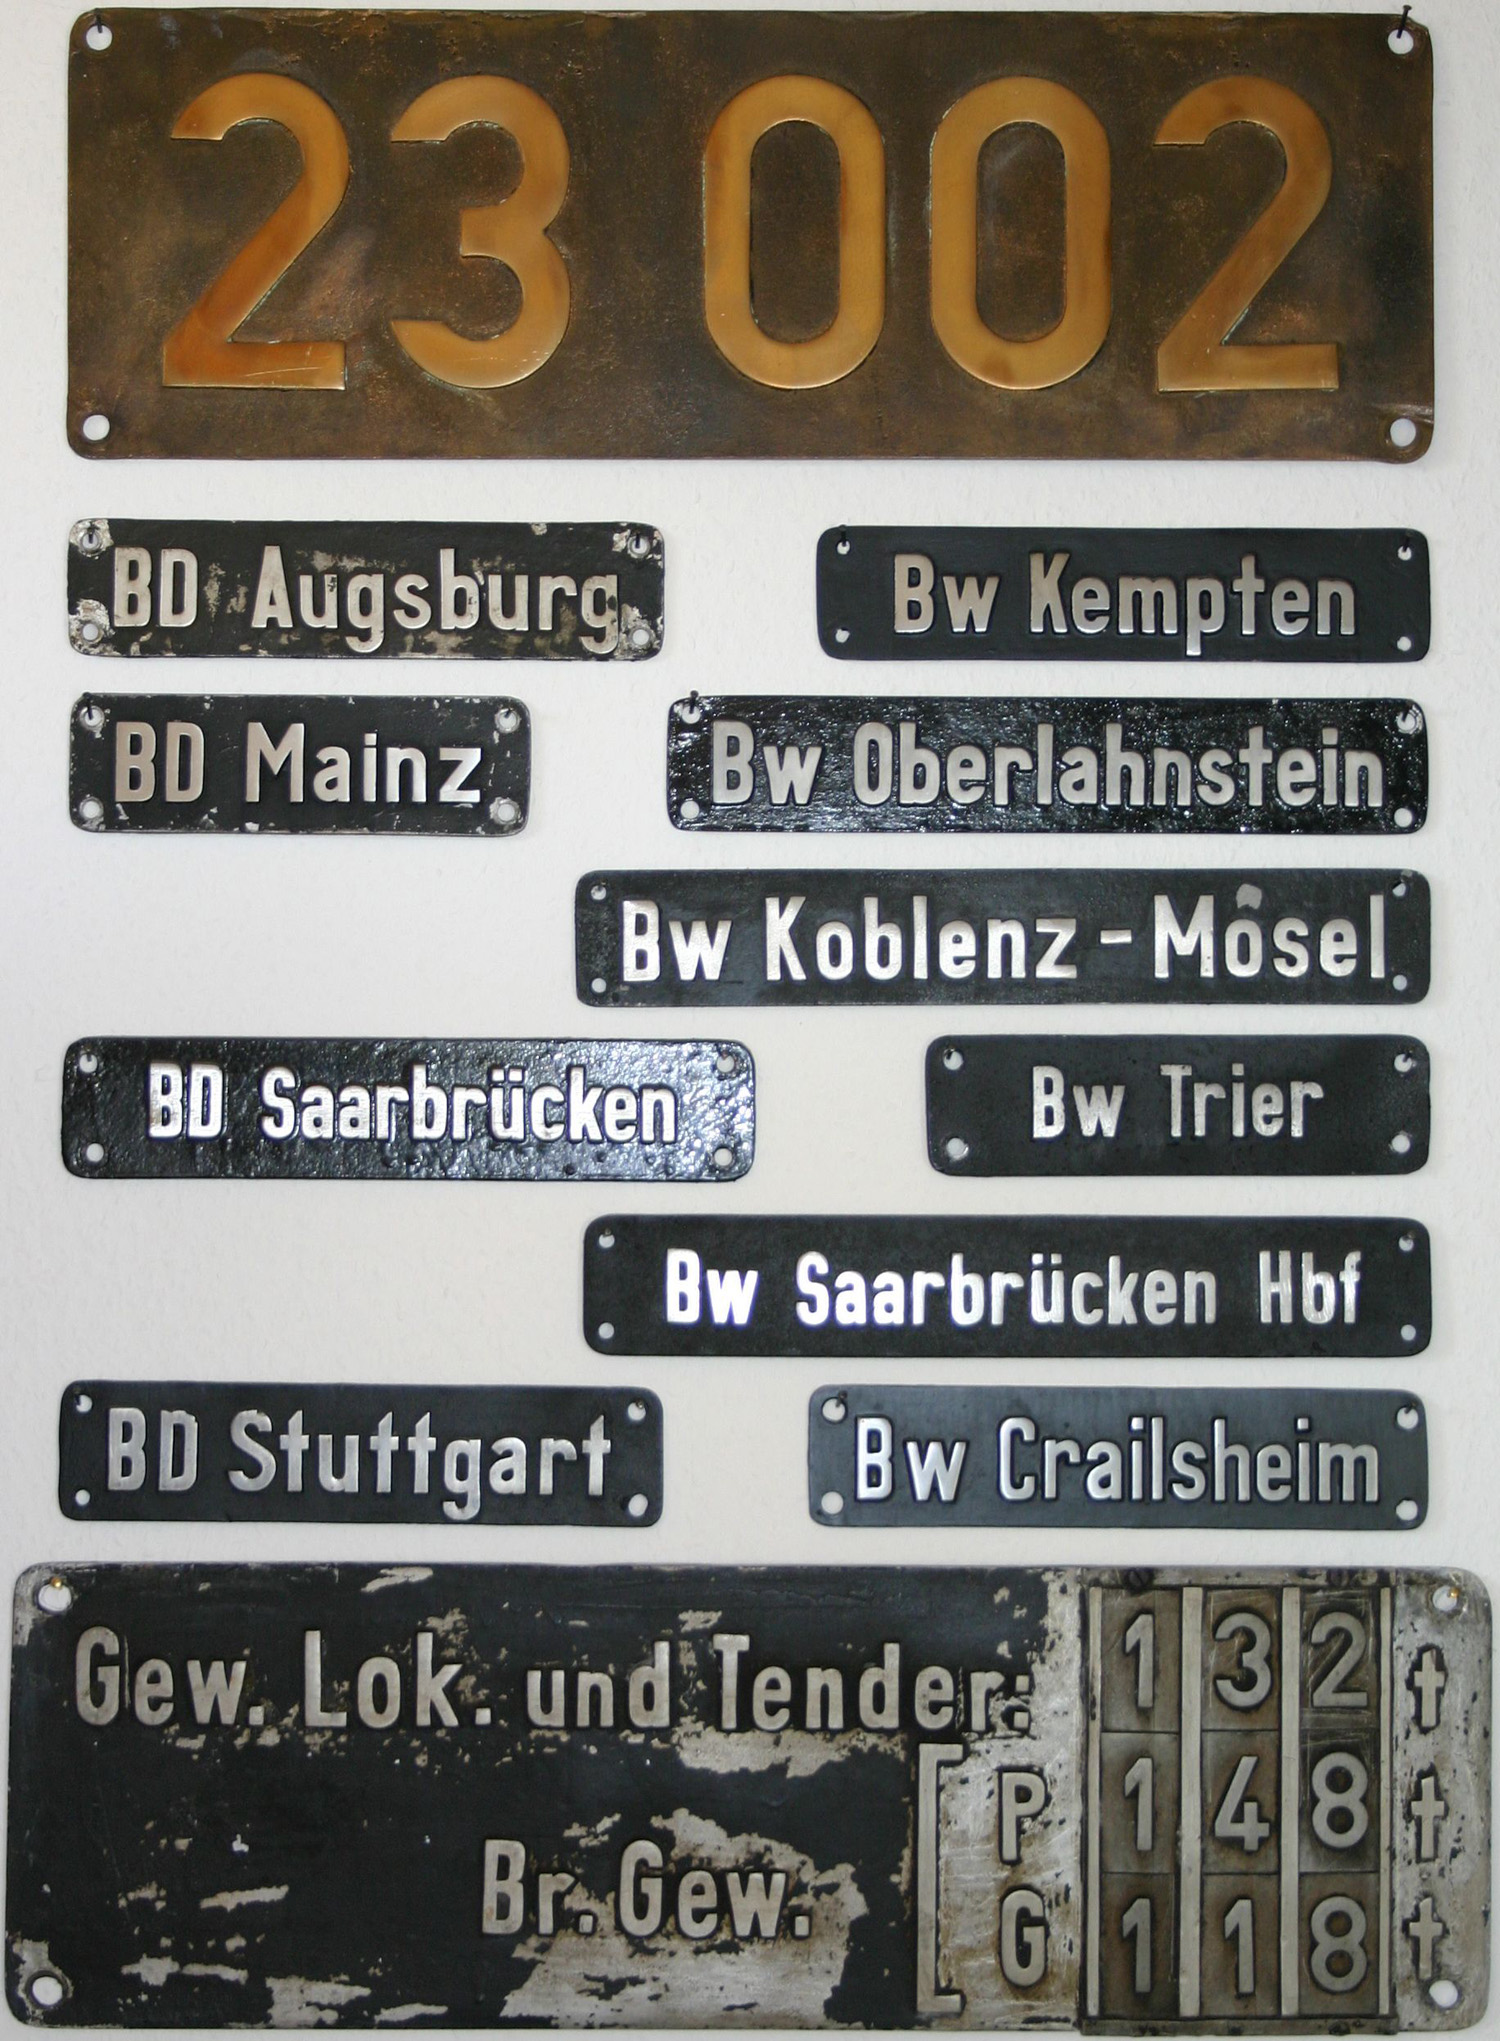 23 002
BD Augsburg
Bw Kempten
BD Mainz
Bw Oberlahnstein
Bw Koblenz-Mosel
BD Saarbrücken
Bw Trier
Bw Saarbrücken Hbf
BD Stuttgart
Bw Crailsheim
Gew. Lok. und Tender: 132 t
P 148 t
Br. Gew.
G 118 t